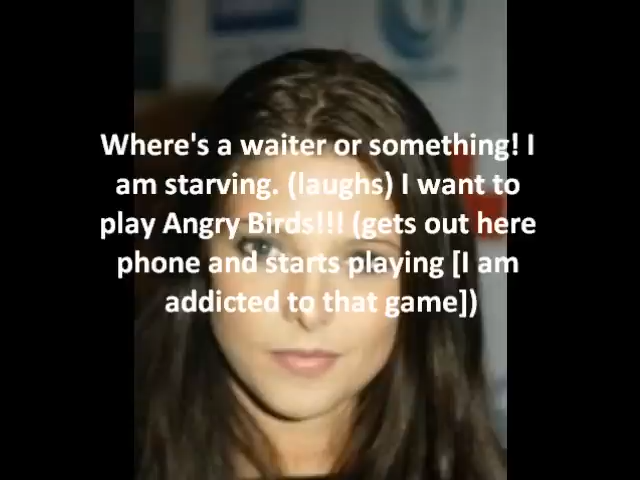 Where's a waiter or something! I
am starving. (laughs) I want to
play Angry Birds!!! (gets out here
phone and starts playing [I am
addicted to that game])